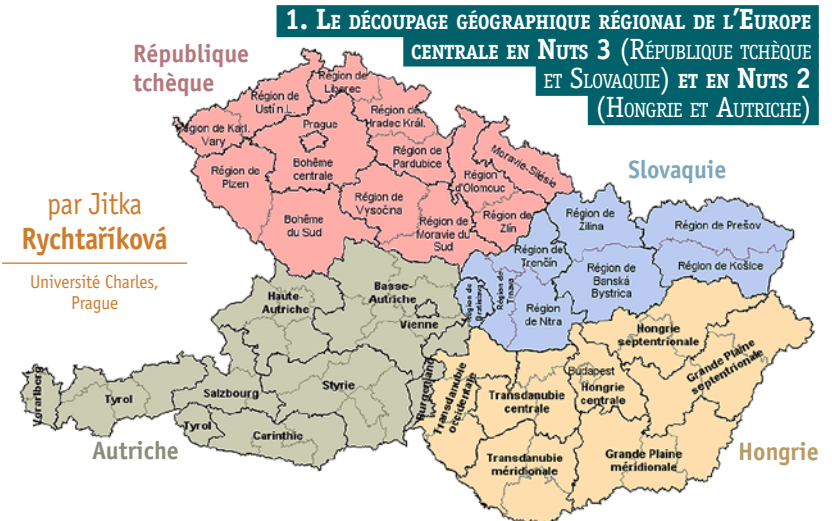 1. Le découpage géographique régional de l'Europe
centrale en Nuts 3 (République tchèque
et Slovaquie) et en Nuts 2
(Hongrie et Autriche)
République
tchèque
par Jitka
Rychtaříková
Université Charles,
Prague
Région de
Liberec
Région de
Ustí n.L.
Région de
Hradec Král.
Région de Karl.
Vary
Prague
Région de
Pardubice
Moravie-Silésie
Région de
Plzen
Bohême
centrale
Région
d'Olomouc
Région de
Vysočina
Région de
Zlín
Bohême
du Sud
Région de
Moravie du
Sud
Slovaquie
Région de
Zilina
Région de Prešov
Région de
Trenčín
Région de
Banská
Bystrica
Région de Košice
Région de
Bratislava
Région de
Trnava
Région
de Nitra
Haute-
Autriche
Basse-
Autriche
Vienne
Burgenland
Vorarlberg
Tyrol
Salzbourg
Styrie
Tyrol
Carinthie
Autriche
Hongrie
septentrionale
Grande Plaine
septentrionale
Budapest
Hongrie
centrale
Transdanubie
occidentale
Transdanubie
centrale
Transdanubie
méridionale
Grande Plaine
méridionale
Hongrie